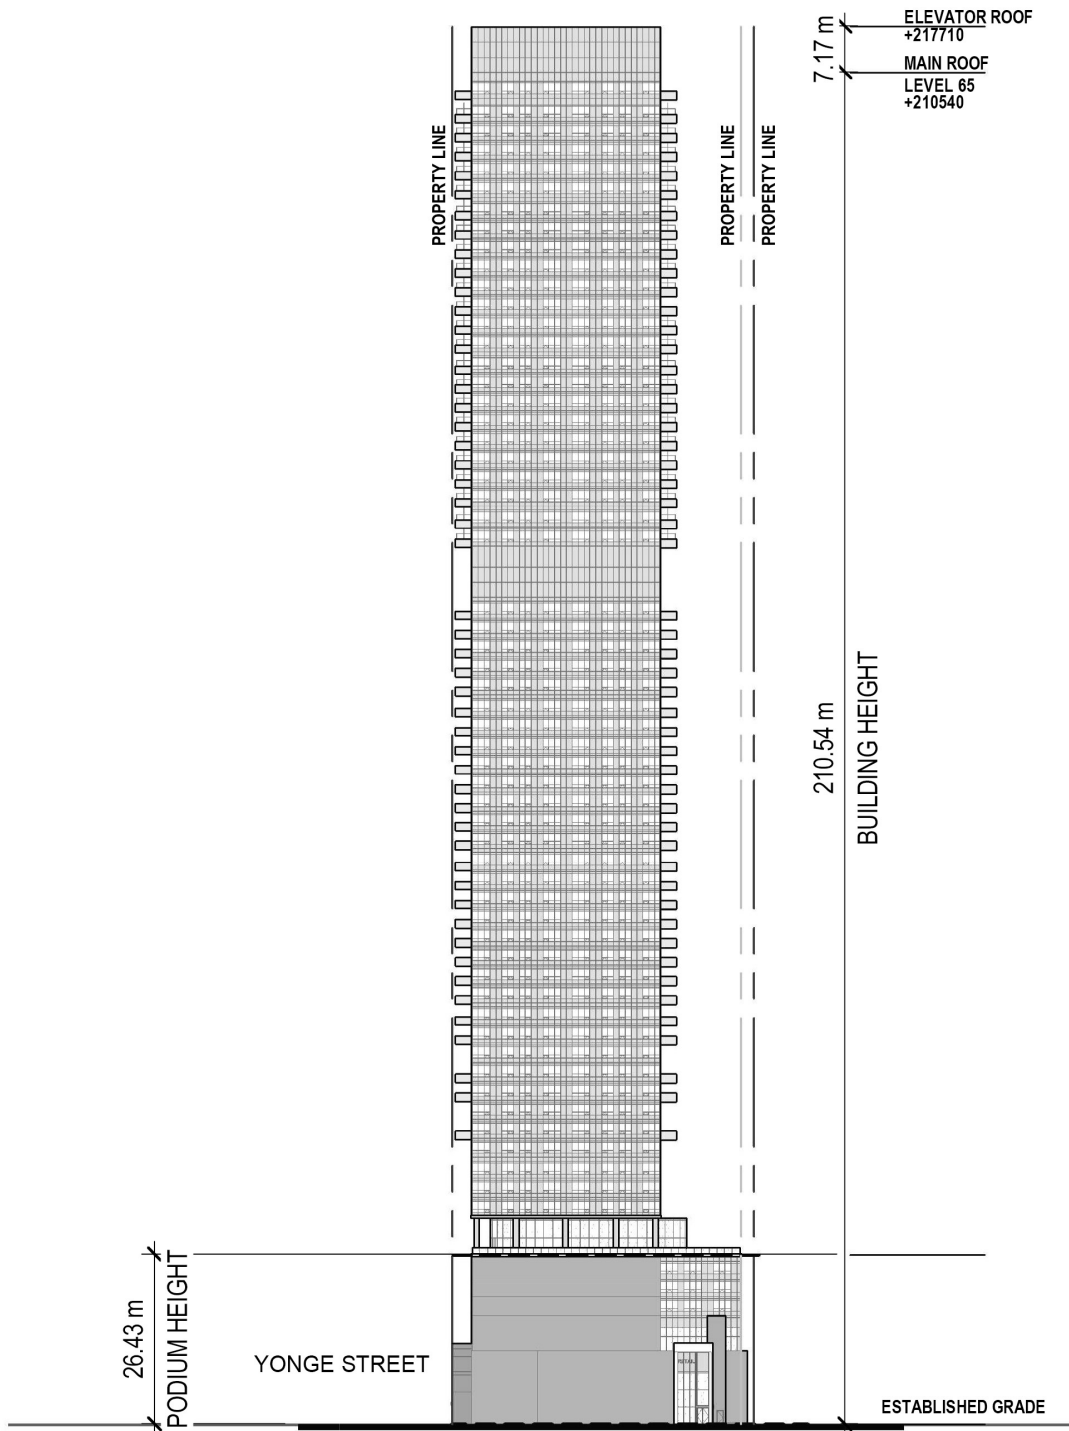 ELEVATOR ROOF
+217710
7.17 m
MAIN ROOF
LEVEL 65
+210540
PROPERTY LINE
PROPERTY LINE
PROPERTY LINE
210.54 m
BUILDING HEIGHT
26.43 m
PODIUM HEIGHT
YONGE STREET
ESTABLISHED GRADE